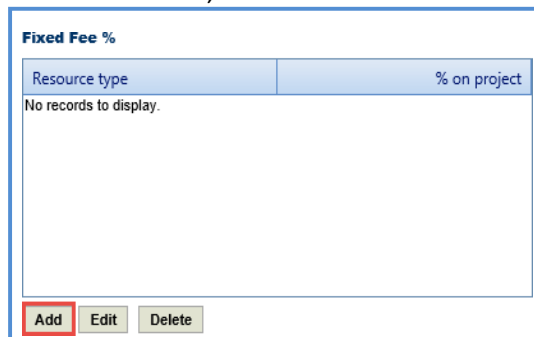 Fixed Fee %
Resource type % on project
No records to display.
Add Edit Delete